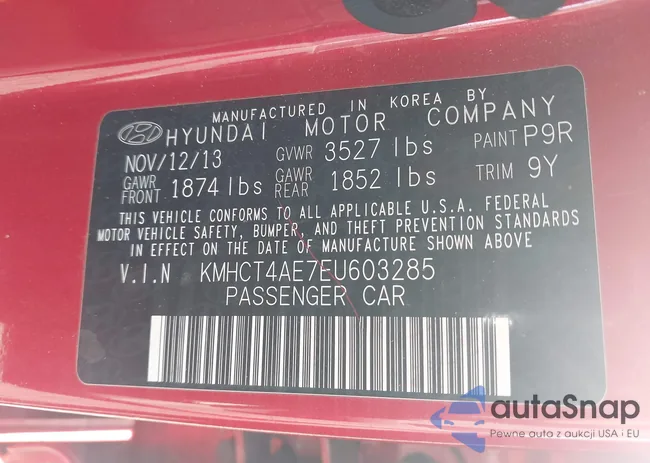 MANUFACTURED IN KOREA BY
HYUNDAI MOTOR COMPANY
NOV/12/13 GVWR 3527 lbs PAINT P9R
GAWR FRONT 1874 lbs GAWR REAR 1852 lbs TRIM 9Y
THIS VEHICLE CONFORMS TO ALL APPLICABLE U.S.A. FEDERAL
MOTOR VEHICLE SAFETY, BUMPER, AND THEFT PREVENTION STANDARDS
IN EFFECT ON THE DATE OF MANUFACTURE SHOWN ABOVE
V.I.N KMHCT4AE7EU603285
PASSENGER CAR
autaSnap
Pewne auta z aukcji USA i EU